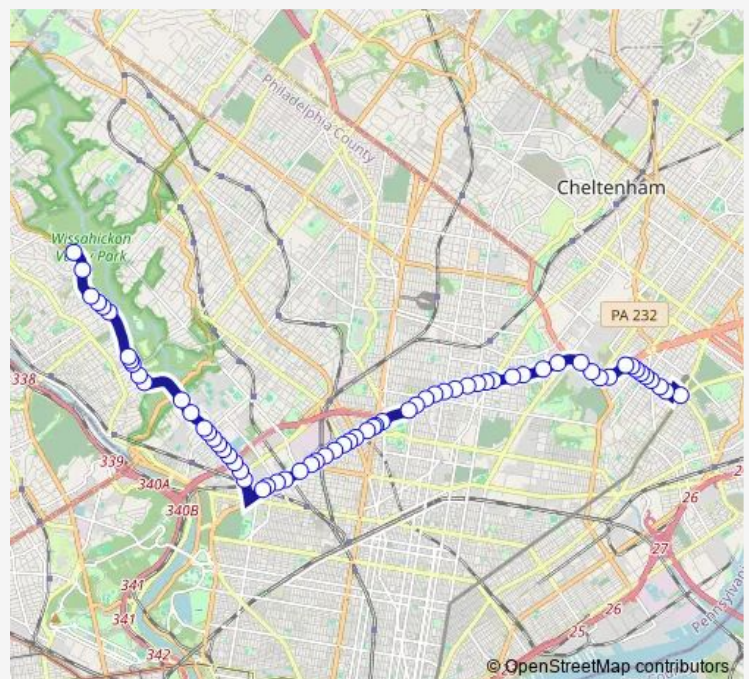 Philadelphia County
Cheltenham
Wissahickon
Valley Park
PA 232
338
339
340A
340B
26
27
341
341
26
25
342
© OpenStreetMap contributors